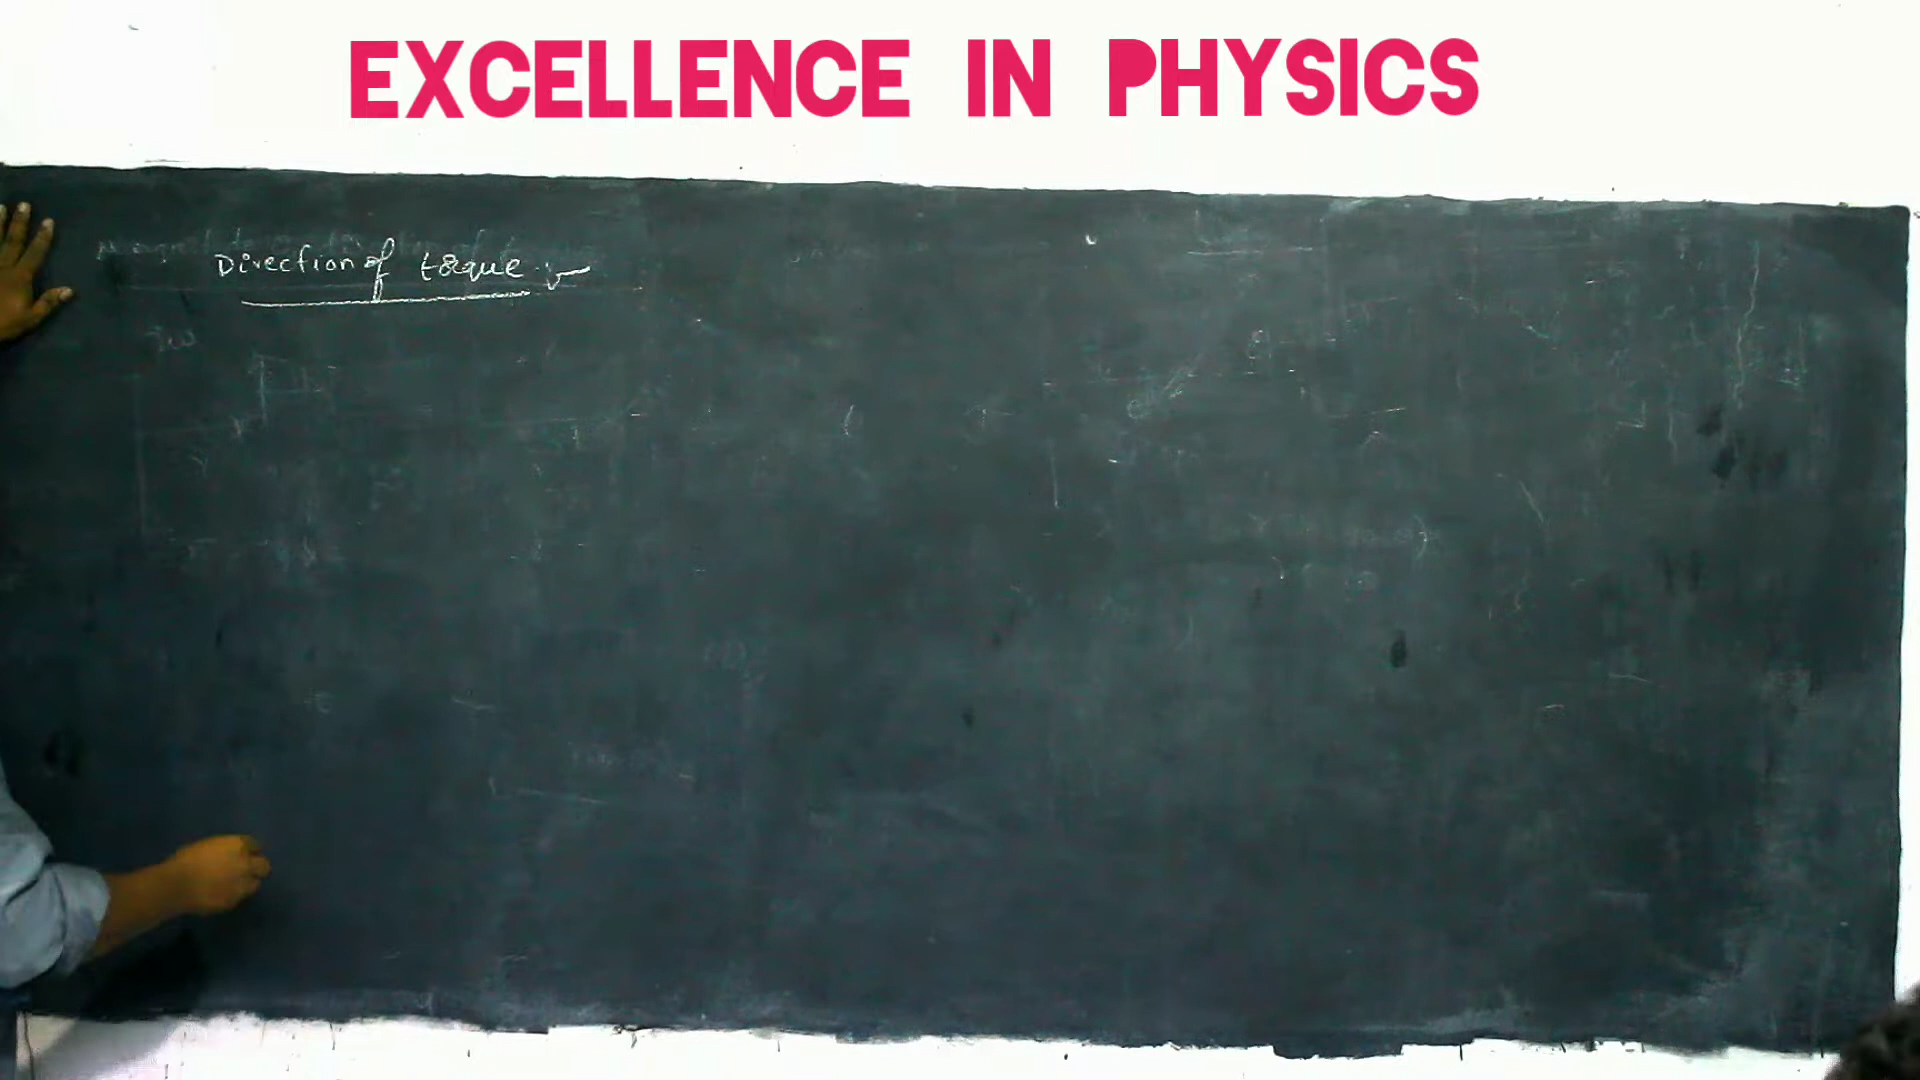 EXCELLENCE IN PHYSICS
Direction of torque :-